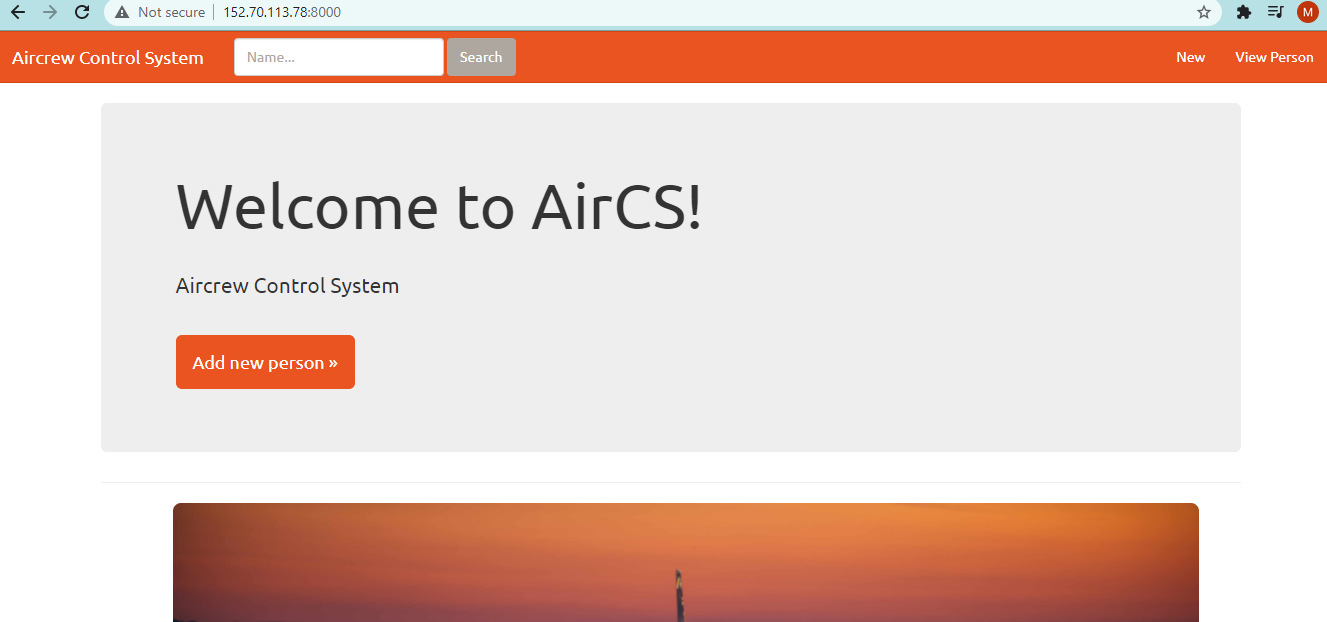 Not secure | 152.70.113.78:8000
M
Aircrew Control System
Name...
Search
New
View Person
Welcome to AirCS!
Aircrew Control System
Add new person »